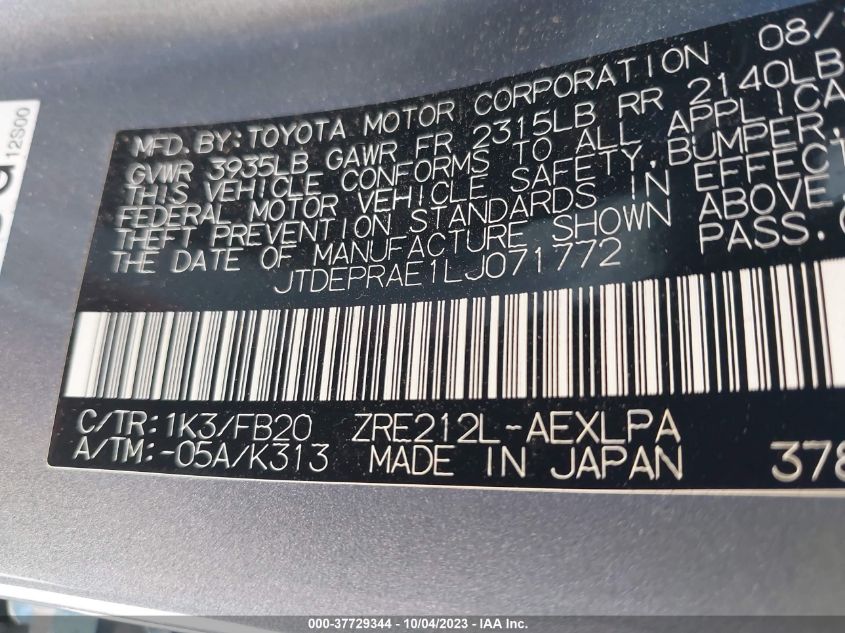 12S00
MFD.BY:TOYOTA MOTOR CORPORATION 08/
GVWR 3935LB GAWR FR 2315LB RR 2140LB
THIS VEHICLE CONFORMS TO ALL APPLICA
FEDERAL MOTOR VEHICLE SAFETY,BUMPER,
THEFT PREVENTION STANDARDS IN EFFECT
THE DATE OF MANUFACTURE SHOWN ABOVE.
JTDEPRAE1LJ071772 PASS.
C/TR:1K3/FB20 ZRE212L-AEXLPA
A/TM:-05A/K313 MADE IN JAPAN 378
000-37729344 - 10/04/2023 - IAA Inc.